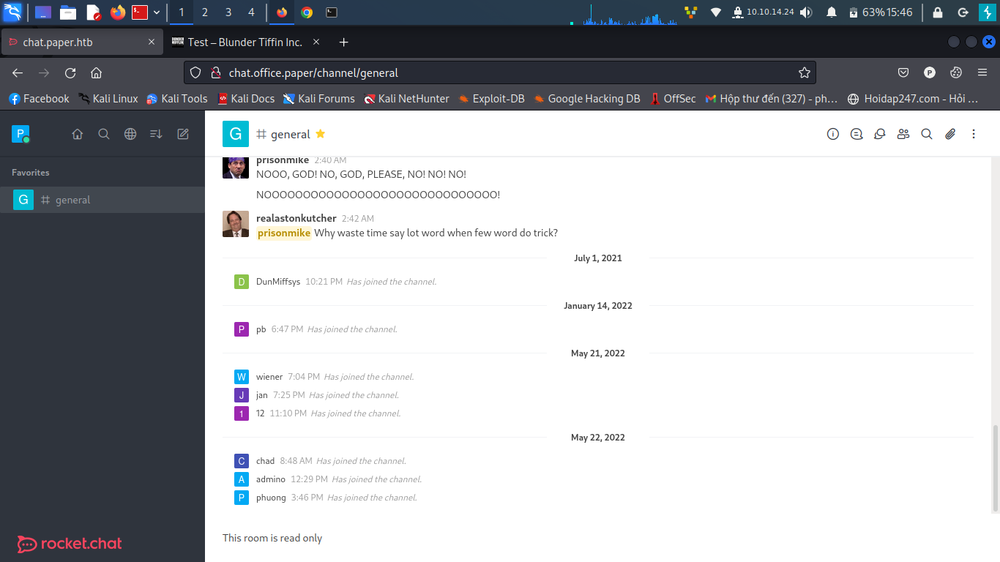 1 2 3 4 10.10.14.24 63% 15:46
chat.paper.htb Test – Blunder Tiffin Inc.
chat.office.paper/channel/general
Facebook Kali Linux Kali Tools Kali Docs Kali Forums Kali NetHunter Exploit-DB Google Hacking DB OffSec Hộp thư đến (327) - ph… Hoidap247.com - Hỏi …
P
Favorites
G general
G general
prisonmike 2:40 AM
NOOO, GOD! NO, GOD, PLEASE, NO! NO! NO!
NOOOOOOOOOOOOOOOOOOOOOOOOOOOOOO!
realastonkutcher 2:42 AM
prisonmike Why waste time say lot word when few word do trick?
July 1, 2021
D DunMiffsys 10:21 PM Has joined the channel.
January 14, 2022
P pb 6:47 PM Has joined the channel.
May 21, 2022
W wiener 7:04 PM Has joined the channel.
J jan 7:25 PM Has joined the channel.
1 12 11:10 PM Has joined the channel.
May 22, 2022
C chad 8:48 AM Has joined the channel.
A admino 12:29 PM Has joined the channel.
P phuong 3:46 PM Has joined the channel.
This room is read only
rocket.chat